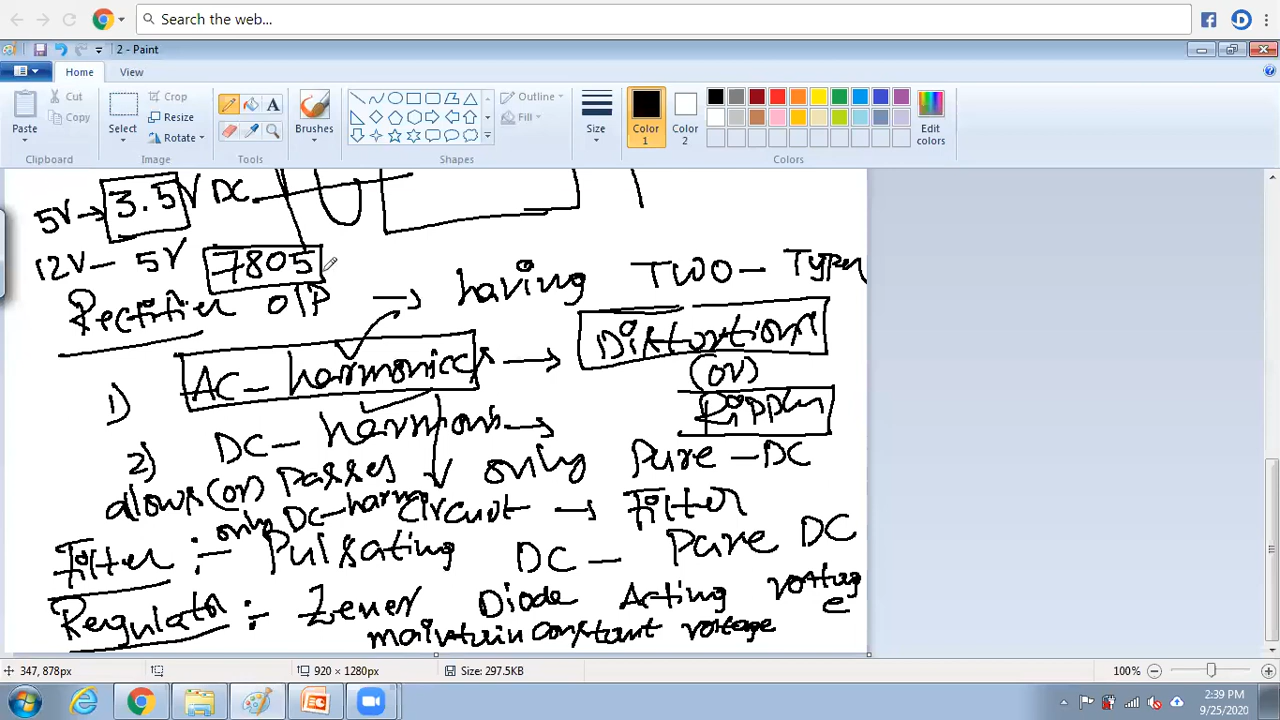 Search the web...
2 - Paint
Home View
Paste Cut Copy Clipboard
Select Crop Resize Rotate Image
Tools
Brushes
Shapes Outline Fill
Size
Color 1 Color 2 Edit colors Colors
5V → 3.5V DC
12V – 5V 7805
Rectifier O/P → having TWO – Types
1) AC – harmonics → Distortions
(or)
Ripples
2) DC – harmonis → only Pure – DC
allows (or) Passes
only DC – harmo circuit → Filter
Filter :- Pulsating DC – Pure DC
Regulator :- Zener Diode Acting voltage
maintain constant voltage
347, 878px 920 × 1280px Size: 297.5KB 100%
2:39 PM
9/25/2020